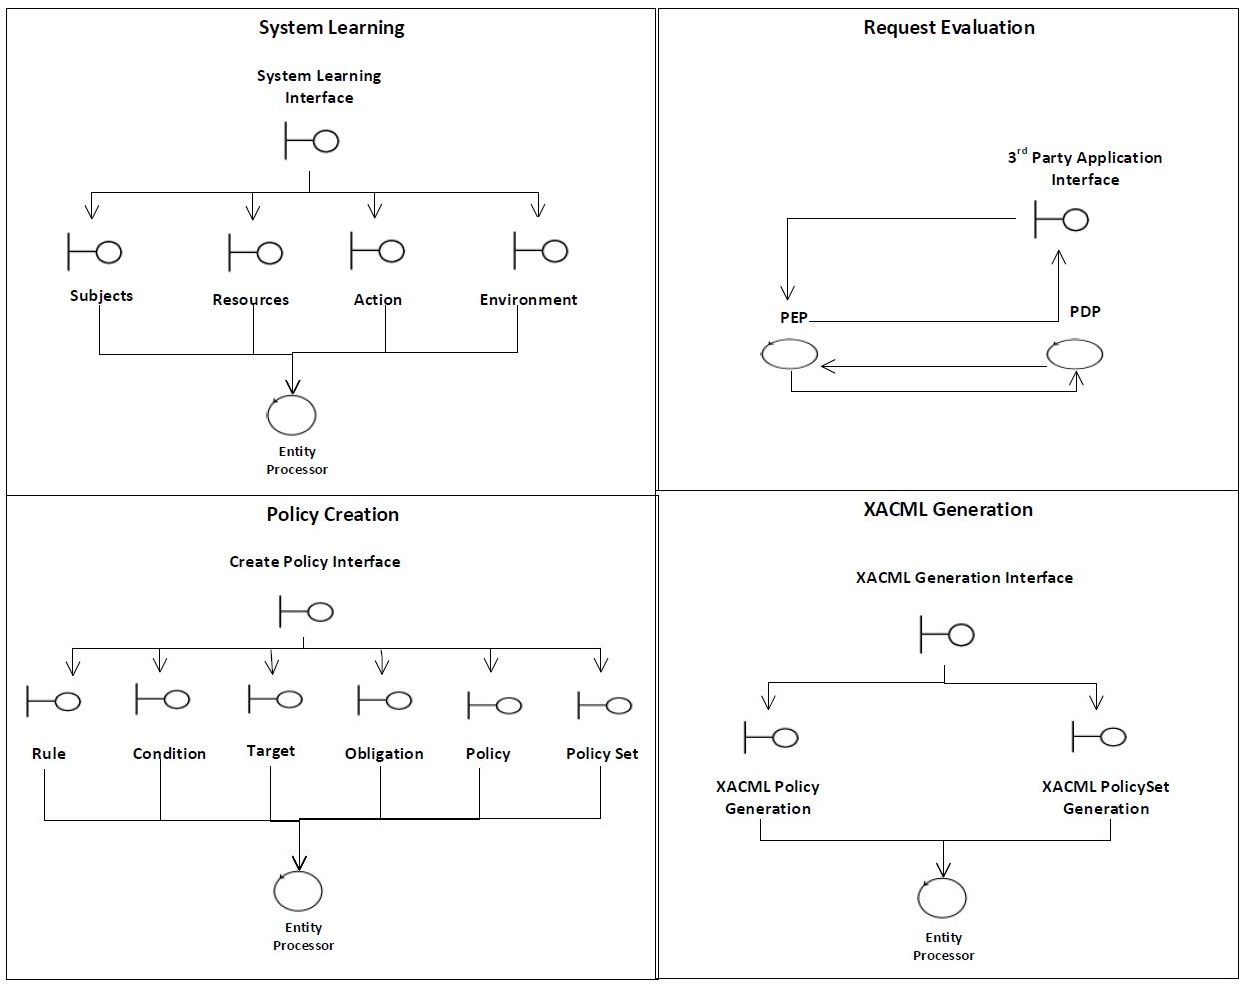 System Learning
System Learning
Interface
Subjects
Resources
Action
Environment
Entity
Processor
Request Evaluation
3rd Party Application
Interface
PEP
PDP
Policy Creation
Create Policy Interface
Rule
Condition
Target
Obligation
Policy
Policy Set
Entity
Processor
XACML Generation
XACML Generation Interface
XACML Policy
Generation
XACML PolicySet
Generation
Entity
Processor